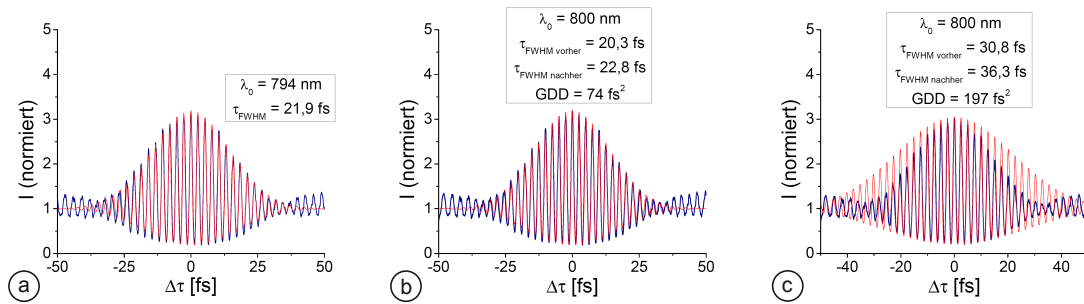 λ₀ = 794 nm
τFWHM = 21,9 fs
I (normiert)
5
4
3
2
1
0
-50
-25
0
25
50
Δτ [fs]
a
λ₀ = 800 nm
τFWHM vorher = 20,3 fs
τFWHM nachher = 22,8 fs
GDD = 74 fs²
I (normiert)
5
4
3
2
1
0
-50
-25
0
25
50
Δτ [fs]
b
λ₀ = 800 nm
τFWHM vorher = 30,8 fs
τFWHM nachher = 36,3 fs
GDD = 197 fs²
I (normiert)
5
4
3
2
1
0
-40
-20
0
20
40
Δτ [fs]
c